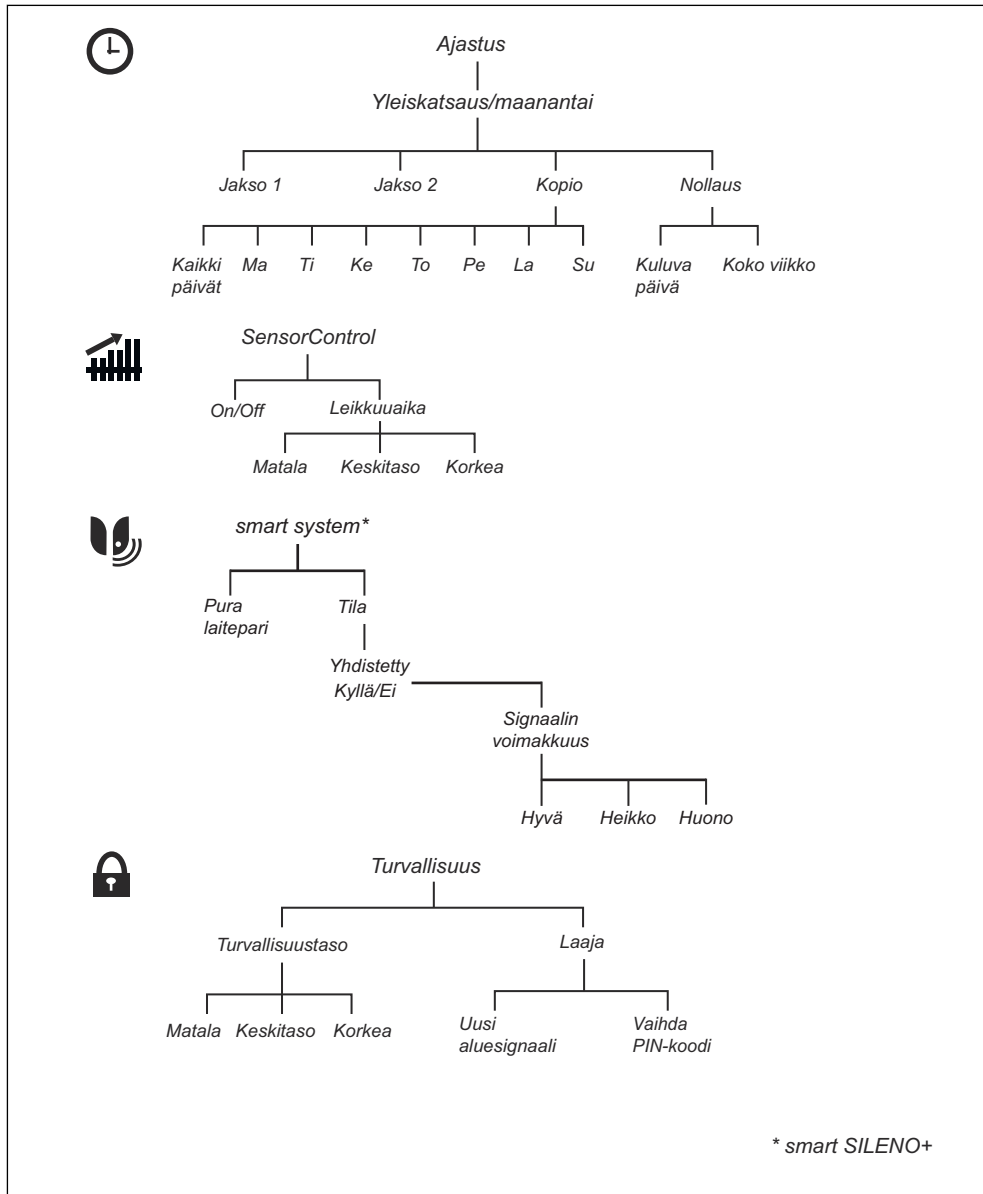 Ajastus
Yleiskatsaus/maanantai
Jakso 1 Jakso 2 Kopio Nollaus
Kaikki päivät Ma Ti Ke To Pe La Su Kuluva päivä Koko viikko
SensorControl
On/Off Leikkuuaika
Matala Keskitaso Korkea
smart system*
Pura laitepari Tila
Yhdistetty
Kyllä/Ei
Signaalin
voimakkuus
Hyvä Heikko Huono
Turvallisuus
Turvallisuustaso Laaja
Matala Keskitaso Korkea Uusi aluesignaali Vaihda PIN-koodi
* smart SILENO+